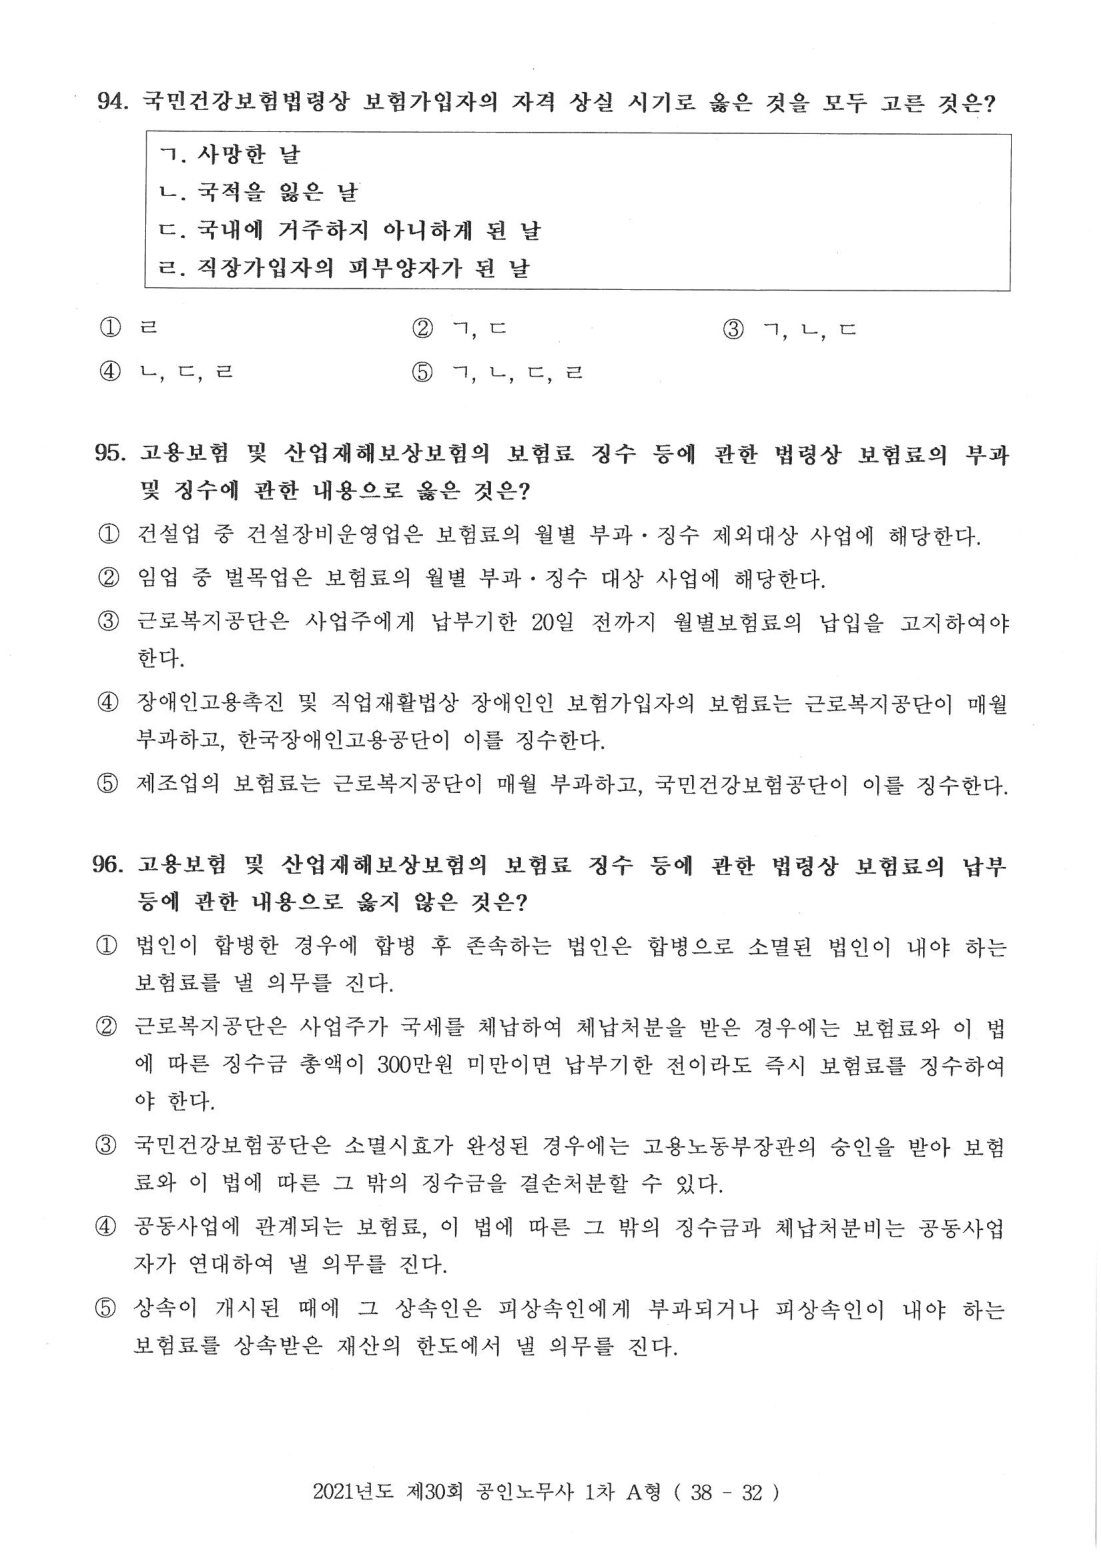 94. 국민건강보험법령상 보험가입자의 자격 상실 시기로 옳은 것을 모두 고른 것은?
ㄱ. 사망한 날
ㄴ. 국적을 잃은 날
ㄷ. 국내에 거주하지 아니하게 된 날
ㄹ. 직장가입자의 피부양자가 된 날
① ㄹ ② ㄱ, ㄷ ③ ㄱ, ㄴ, ㄷ
④ ㄴ, ㄷ, ㄹ ⑤ ㄱ, ㄴ, ㄷ, ㄹ
95. 고용보험 및 산업재해보상보험의 보험료 징수 등에 관한 법령상 보험료의 부과
및 징수에 관한 내용으로 옳은 것은?
① 건설업 중 건설장비운영업은 보험료의 월별 부과·징수 제외대상 사업에 해당한다.
② 임업 중 벌목업은 보험료의 월별 부과·징수 대상 사업에 해당한다.
③ 근로복지공단은 사업주에게 납부기한 20일 전까지 월별보험료의 납입을 고지하여야
한다.
④ 장애인고용촉진 및 직업재활법상 장애인인 보험가입자의 보험료는 근로복지공단이 매월
부과하고, 한국장애인고용공단이 이를 징수한다.
⑤ 제조업의 보험료는 근로복지공단이 매월 부과하고, 국민건강보험공단이 이를 징수한다.
96. 고용보험 및 산업재해보상보험의 보험료 징수 등에 관한 법령상 보험료의 납부
등에 관한 내용으로 옳지 않은 것은?
① 법인이 합병한 경우에 합병 후 존속하는 법인은 합병으로 소멸된 법인이 내야 하는
보험료를 낼 의무를 진다.
② 근로복지공단은 사업주가 국세를 체납하여 체납처분을 받은 경우에는 보험료와 이 법
에 따른 징수금 총액이 300만원 미만이면 납부기한 전이라도 즉시 보험료를 징수하여
야 한다.
③ 국민건강보험공단은 소멸시효가 완성된 경우에는 고용노동부장관의 승인을 받아 보험
료와 이 법에 따른 그 밖의 징수금을 결손처분할 수 있다.
④ 공동사업에 관계되는 보험료, 이 법에 따른 그 밖의 징수금과 체납처분비는 공동사업
자가 연대하여 낼 의무를 진다.
⑤ 상속이 개시된 때에 그 상속인은 피상속인에게 부과되거나 피상속인이 내야 하는
보험료를 상속받은 재산의 한도에서 낼 의무를 진다.
2021년도 제30회 공인노무사 1차 A형 ( 38 - 32 )